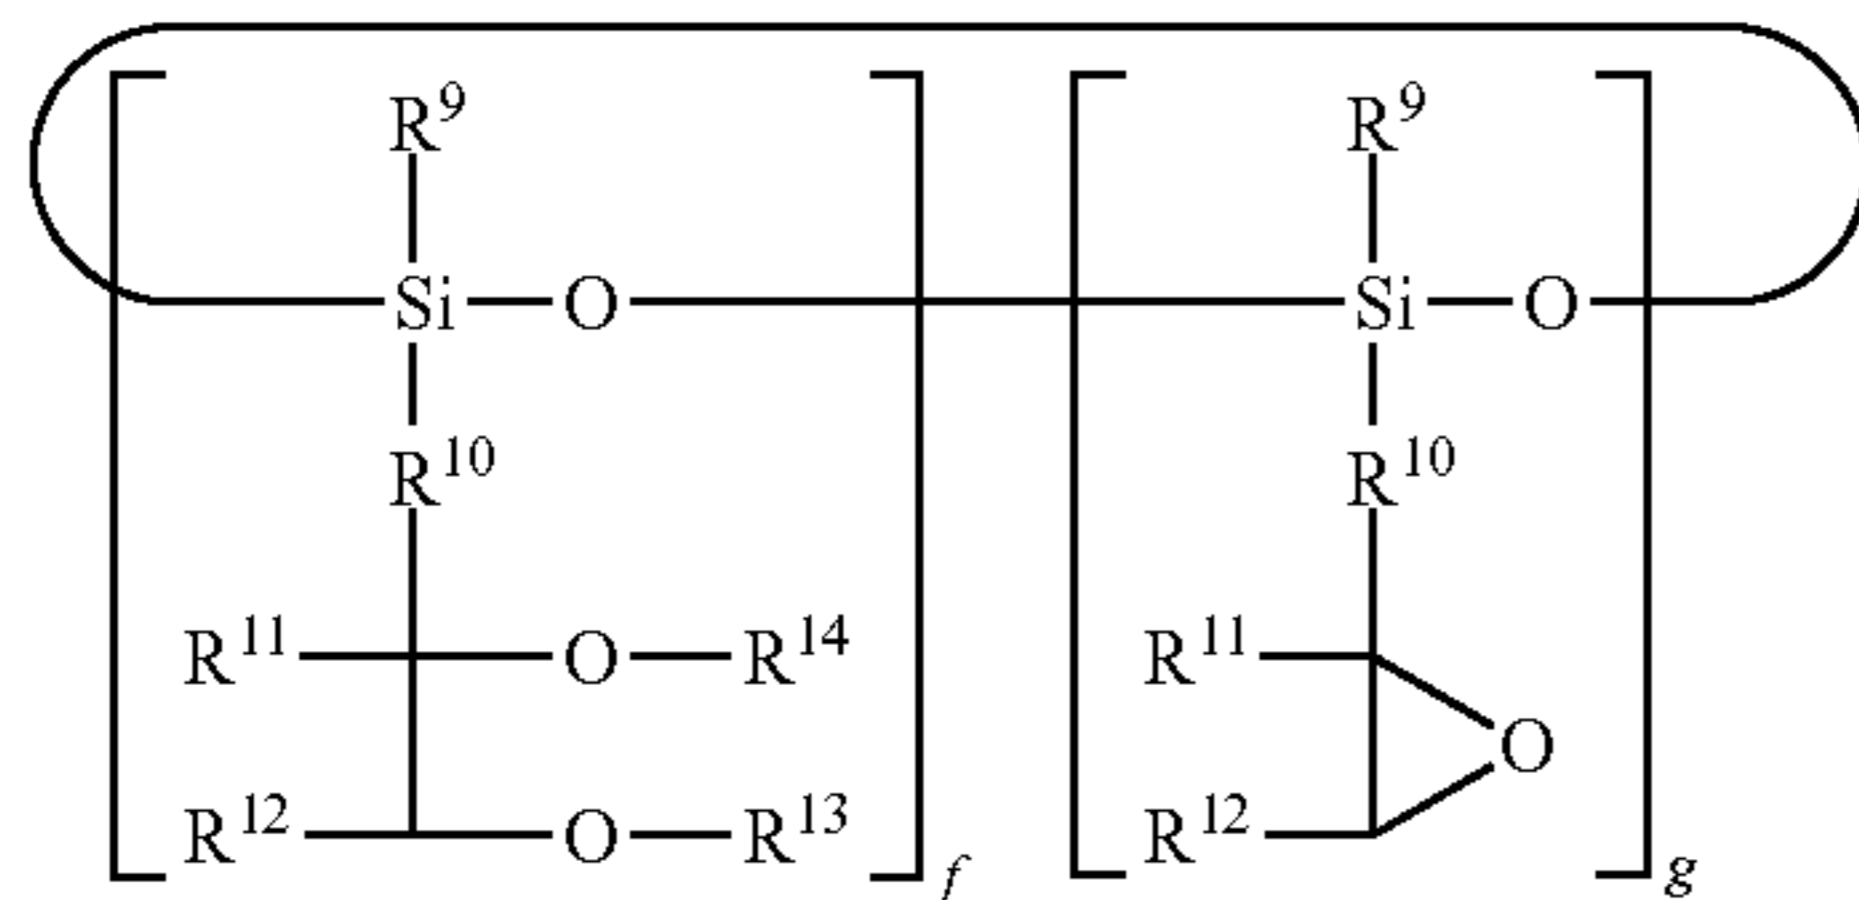 R⁹ R⁹
Si O Si O
R¹⁰ R¹⁰
R¹¹ O R¹⁴ R¹¹
O
R¹² O R¹³ R¹²
f g